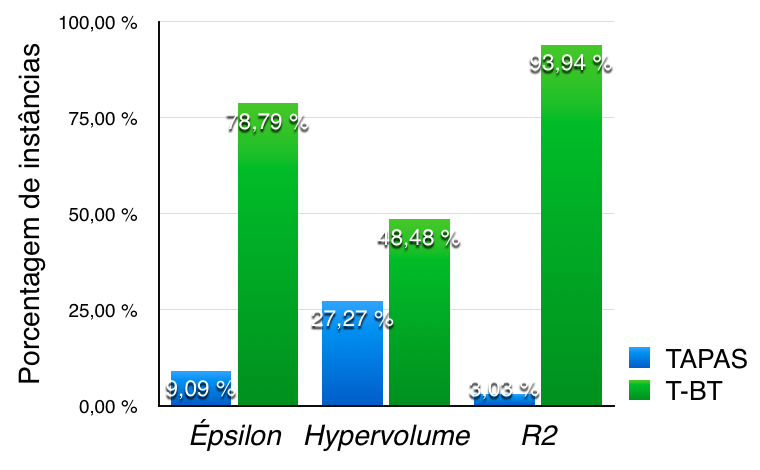 Porcentagem de instâncias
100,00 %
75,00 %
50,00 %
25,00 %
0,00 %
9,09 %
78,79 %
27,27 %
48,48 %
3,03 %
93,94 %
Épsilon
Hypervolume
R2
TAPAS
T-BT